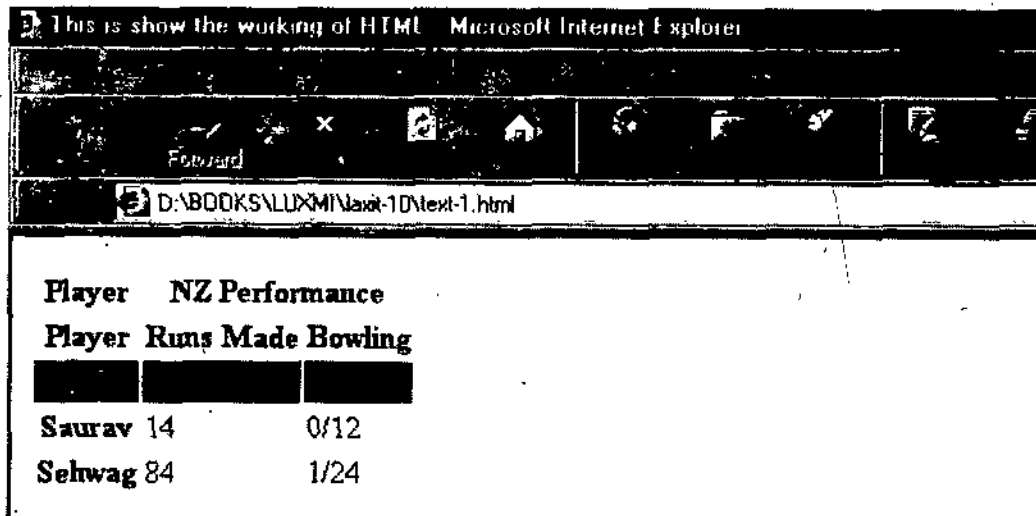 This is show the working of HTML Microsoft Internet Explorer
Forward
D:\BOOKS\LUXMI\laxit-10\text-1.html
Player NZ Performance
Player Runs Made Bowling
Saurav 14 0/12
Sehwag 84 1/24